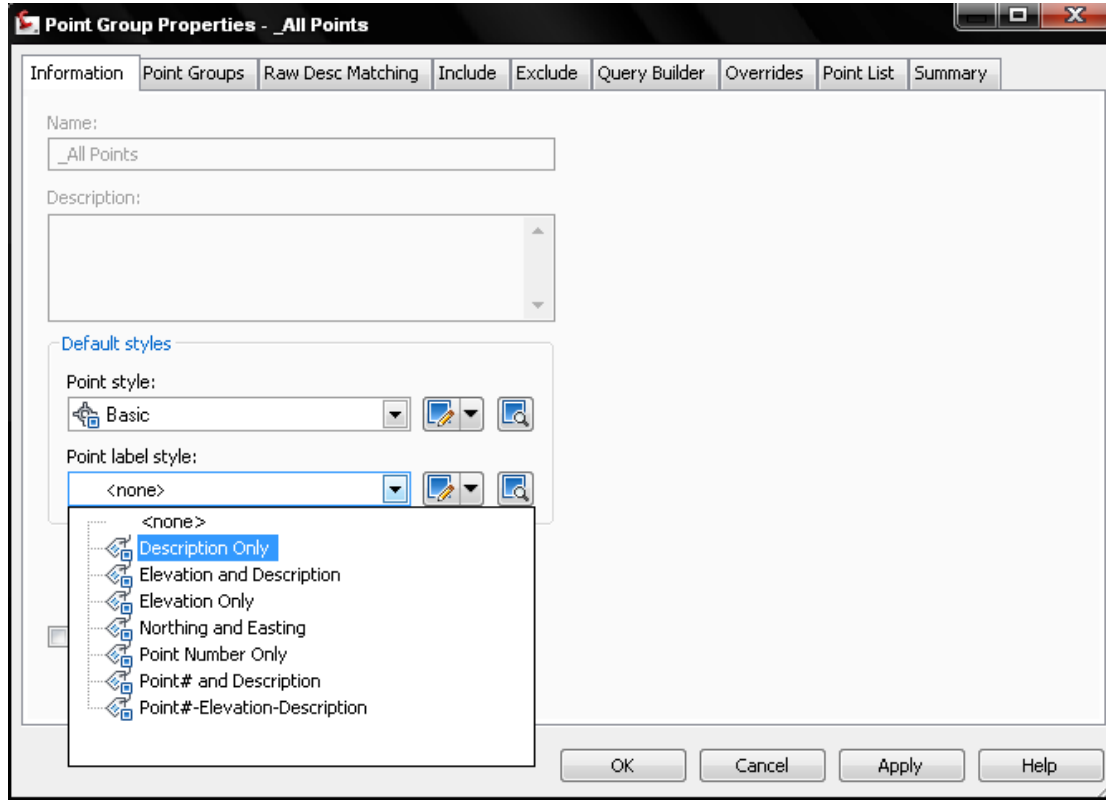 Point Group Properties - _All Points
Information Point Groups Raw Desc Matching Include Exclude Query Builder Overrides Point List Summary
Name:
_All Points
Description:
Default styles
Point style:
Basic
Point label style:
<none>
<none>
Description Only
Elevation and Description
Elevation Only
Northing and Easting
Point Number Only
Point# and Description
Point#-Elevation-Description
OK Cancel Apply Help